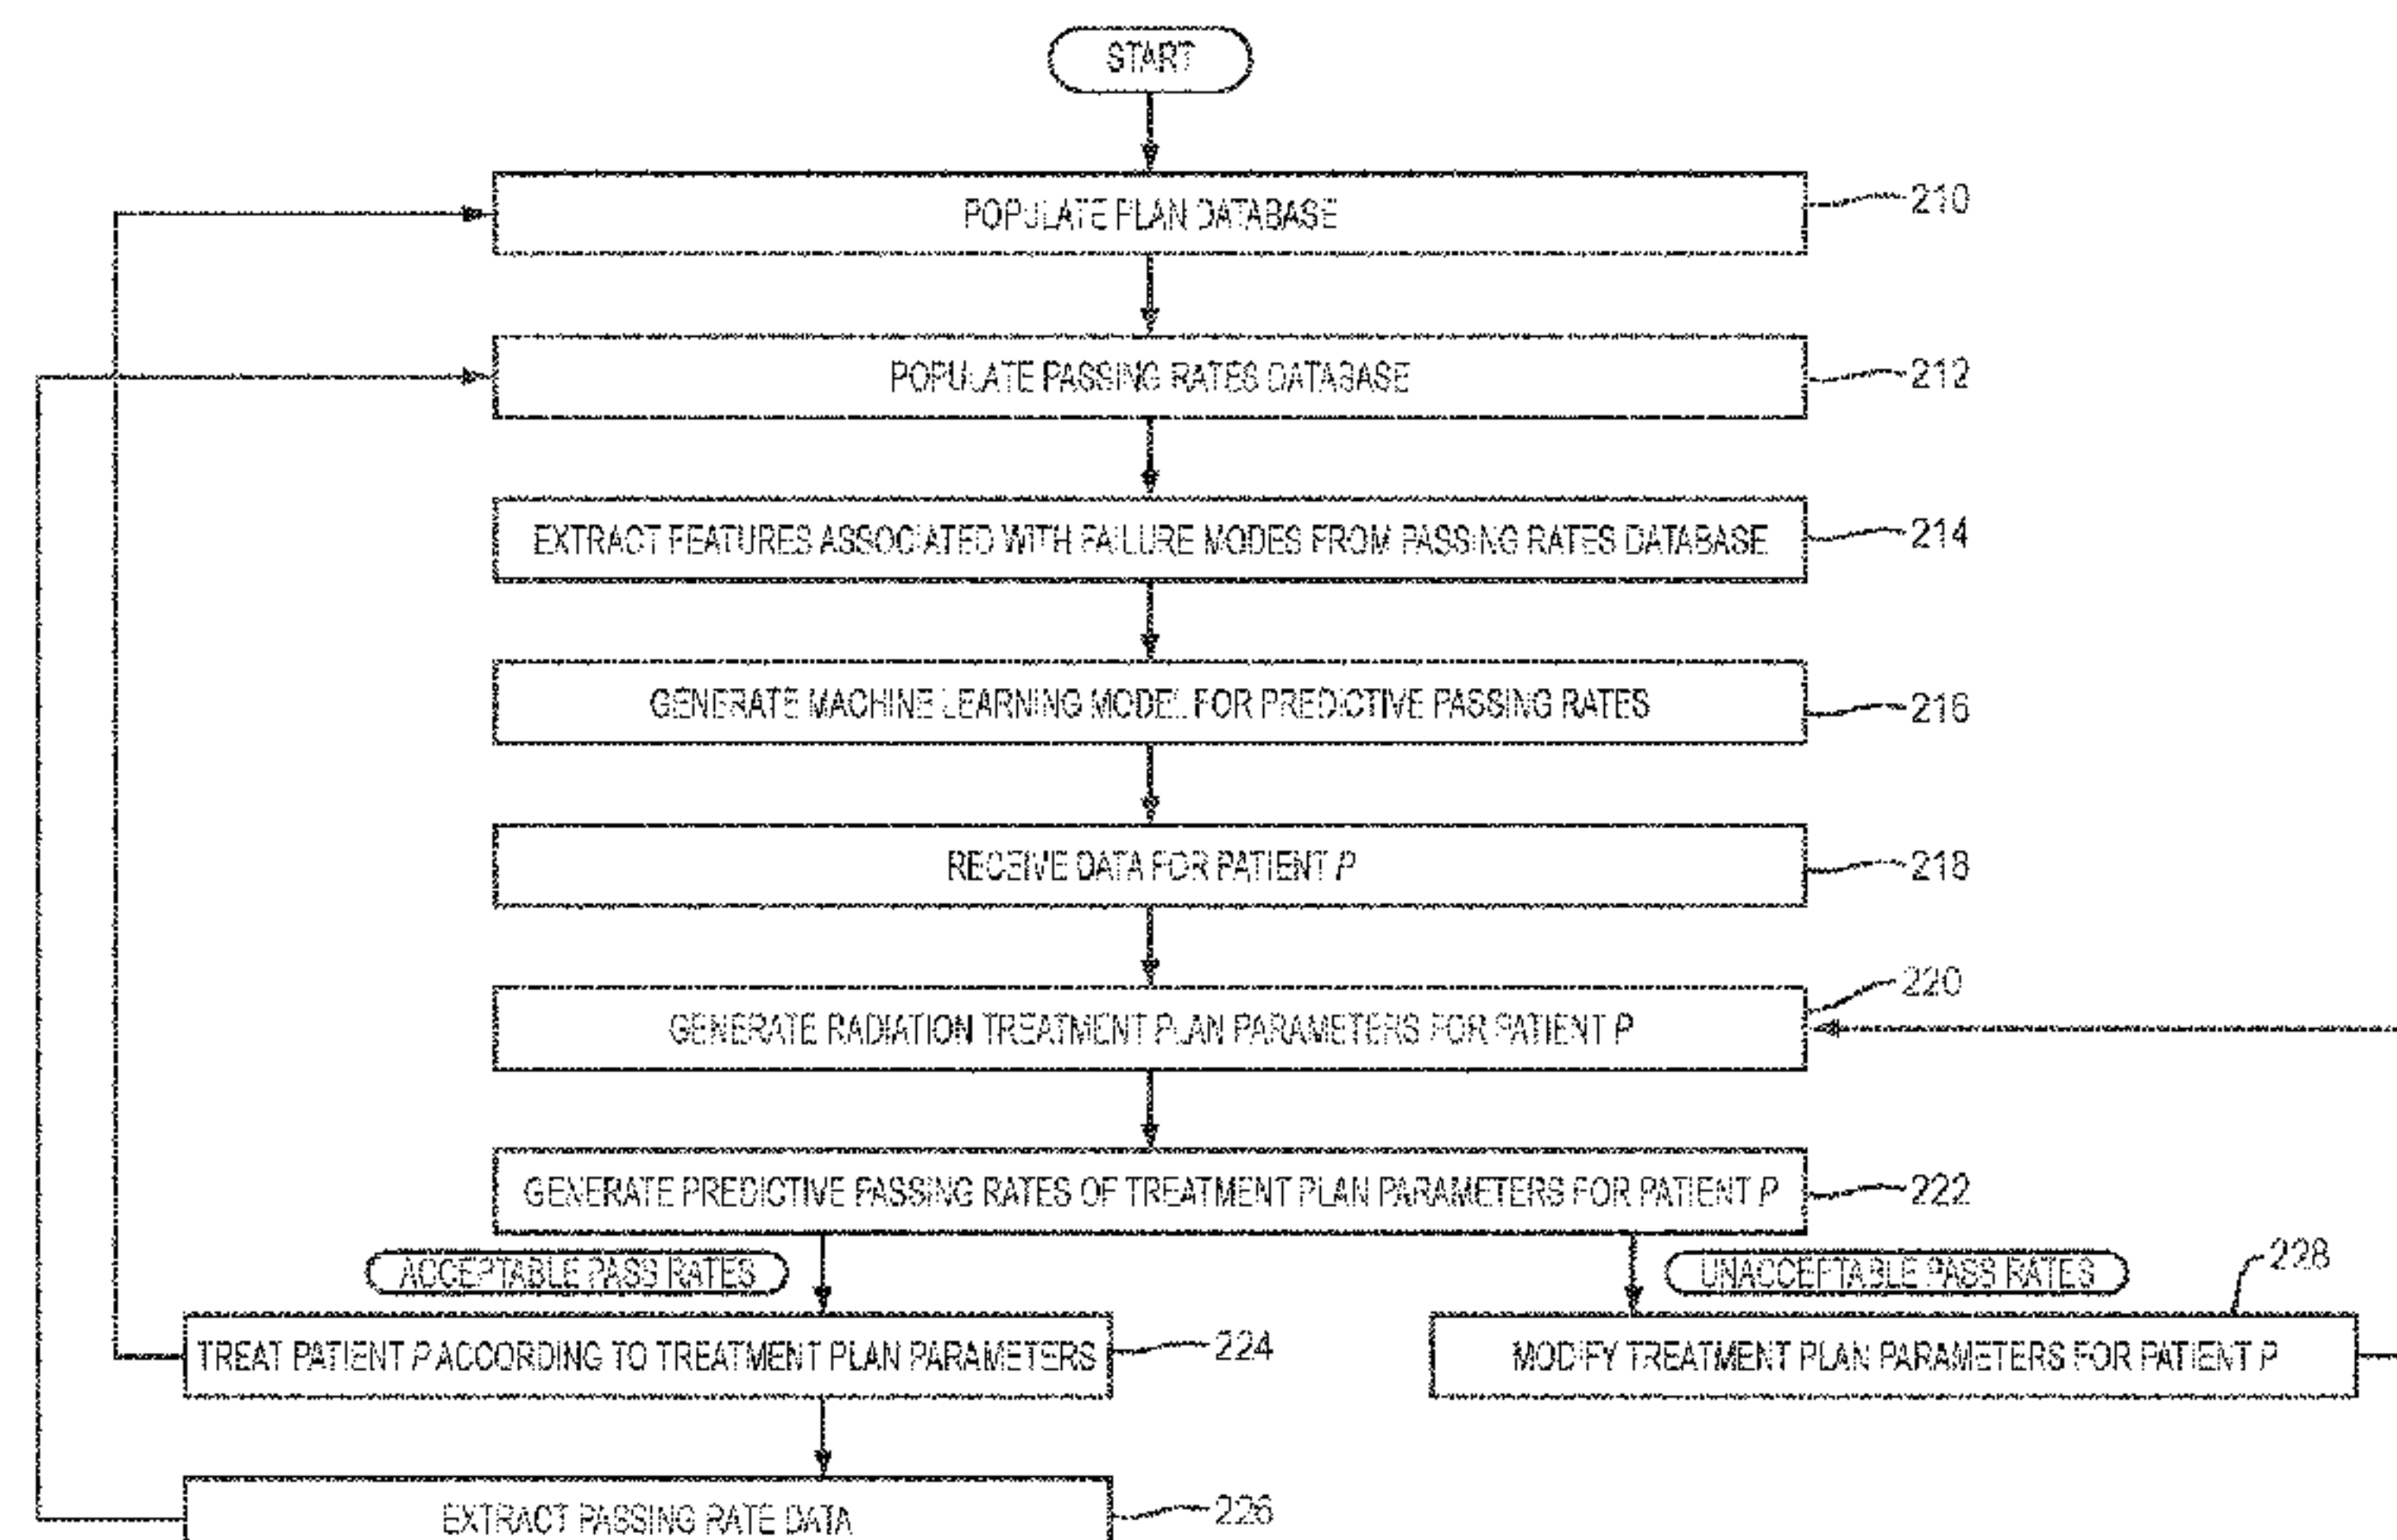 START
POPULATE PLAN DATABASE
210
POPULATE PASSING RATES DATABASE
212
EXTRACT FEATURES ASSOCIATED WITH FAILURE MODES FROM PASSING RATES DATABASE
214
GENERATE MACHINE LEARNING MODEL FOR PREDICTIVE PASSING RATES
216
RECEIVE DATA FOR PATIENT P
218
GENERATE RADIATION TREATMENT PLAN PARAMETERS FOR PATIENT P
220
GENERATE PREDICTIVE PASSING RATES OF TREATMENT PLAN PARAMETERS FOR PATIENT P
222
ACCEPTABLE PASS RATES
UNACCEPTABLE PASS RATES
228
TREAT PATIENT P ACCORDING TO TREATMENT PLAN PARAMETERS
224
MODIFY TREATMENT PLAN PARAMETERS FOR PATIENT P
EXTRACT PASSING RATE DATA
226